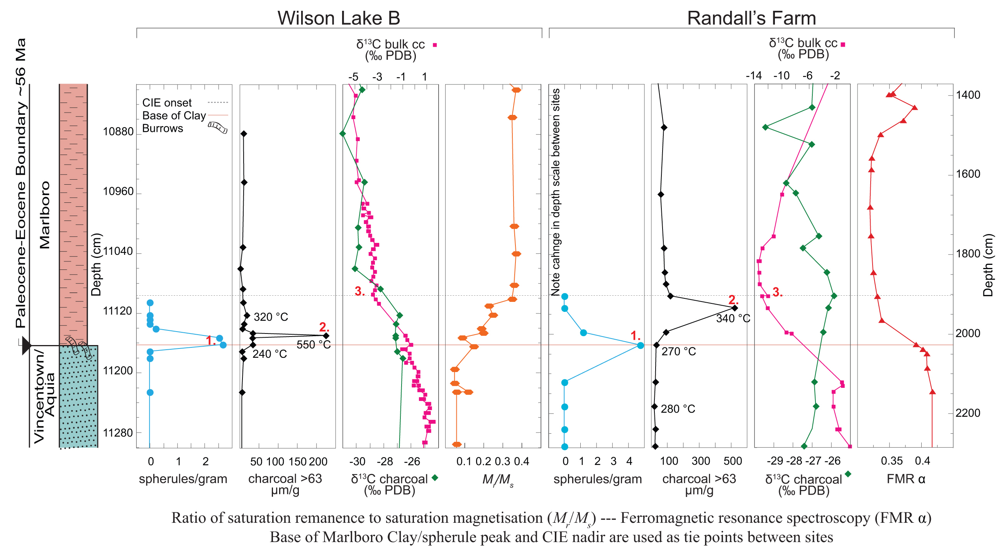 Wilson Lake B
Randall's Farm
δ13C bulk cc
(‰ PDB)
δ13C bulk cc
(‰ PDB)
-5 -3 -1 1
-14 -10 -6 -2
Paleocene-Eocene Boundary ~56 Ma
Marlboro
Vincentown/
Aquia
Depth (cm)
10880
10960
11040
11120
11200
11280
CIE onset
Base of Clay
Burrows
1.
320 °C
2.
550 °C
240 °C
3.
Note cahnge in depth scale between sites
1.
2.
340 °C
270 °C
280 °C
3.
1400
1600
1800
2000
2200
Depth (cm)
0 1 2
50 100 150 200
-30 -28 -26
0.1 0.2 0.3 0.4
0 1 2 3 4
100 300 500
-29 -28 -27 -26
0.35 0.4
spherules/gram
charcoal >63
µm/g
δ13C charcoal
(‰ PDB)
Mr/Ms
spherules/gram
charcoal >63
µm/g
δ13C charcoal
(‰ PDB)
FMR α
Ratio of saturation remanence to saturation magnetisation (Mr/Ms) --- Ferromagnetic resonance spectroscopy (FMR α)
Base of Marlboro Clay/spherule peak and CIE nadir are used as tie points between sites